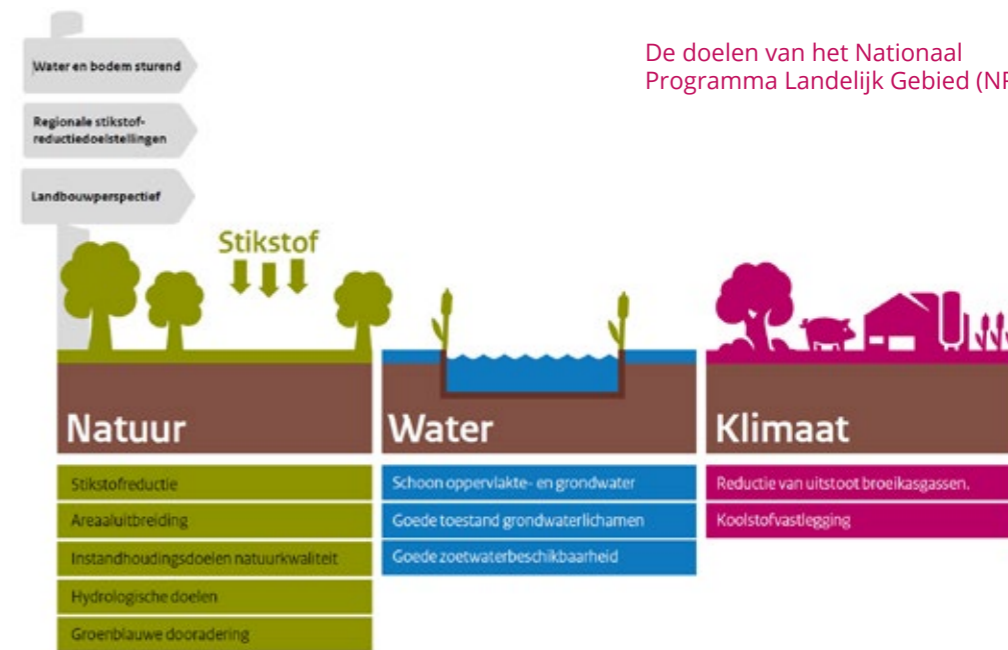 De doelen van het Nationaal
Programma Landelijk Gebied (NP
Water en bodem sturend
Regionale stikstof-
reductiedoelstellingen
Landbouwperspectief
Stikstof
Natuur
Stikstofreductie
Areaaluitbreiding
Instandhoudingsdoelen natuurkwaliteit
Hydrologische doelen
Groenblauwe dooradering
Water
Schoon oppervlakte- en grondwater
Goede toestand grondwaterlichamen
Goede zoetwaterbeschikbaarheid
Klimaat
Reductie van uitstoot broeikasgassen.
Koolstofvastlegging